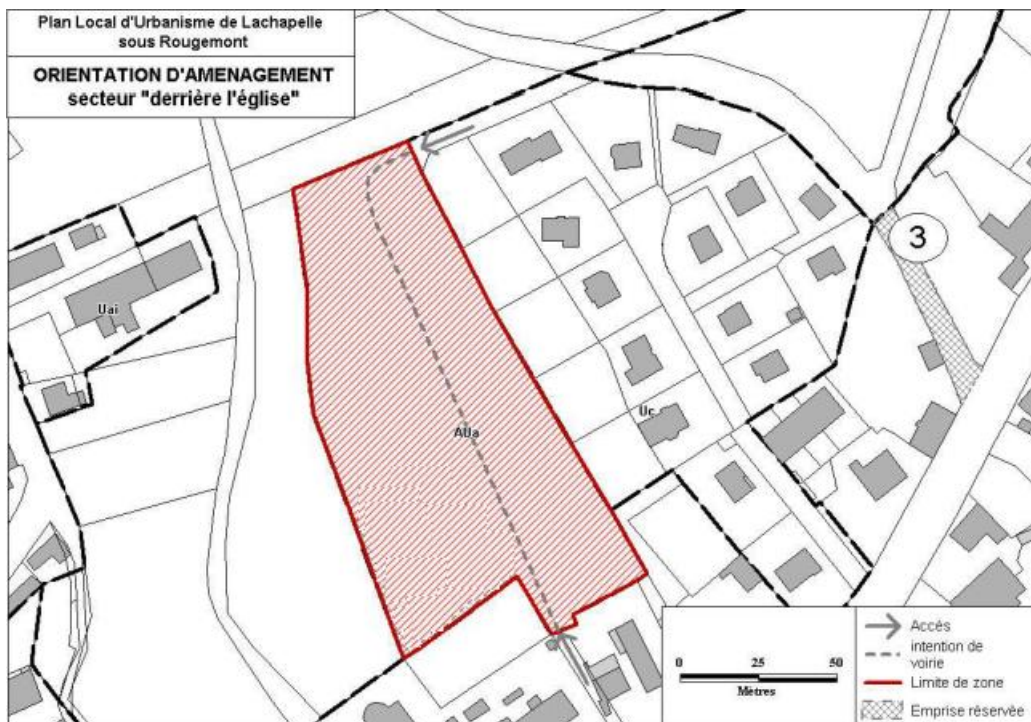 Plan Local d'Urbanisme de Lachapelle
sous Rougemont
ORIENTATION D'AMENAGEMENT
secteur "derrière l'église"
3
Uai
Uc
AUa
0 25 50
Mètres
Accès
intention de
voirie
Limite de zone
Emprise réservée